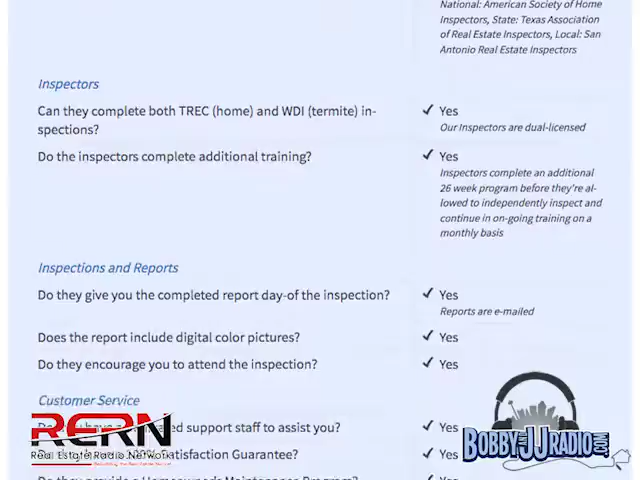 National: American Society of Home
Inspectors, State: Texas Association
of Real Estate Inspectors, Local: San
Antonio Real Estate Inspectors
Inspectors
Can they complete both TREC (home) and WDI (termite) in-
spections?
✓ Yes
Our Inspectors are dual-licensed
Do the inspectors complete additional training?
✓ Yes
Inspectors complete an additional
26 week program before they're al-
lowed to independently inspect and
continue in on-going training on a
monthly basis
Inspections and Reports
Do they give you the completed report day-of the inspection?
✓ Yes
Reports are e-mailed
Does the report include digital color pictures?
✓ Yes
Do they encourage you to attend the inspection?
✓ Yes
Customer Service
support staff to assist you?
✓ Yes
Satisfaction Guarantee?
✓ Yes
RERN
Real Estate Radio Network
BOBBY AND JJ RADIO.COM